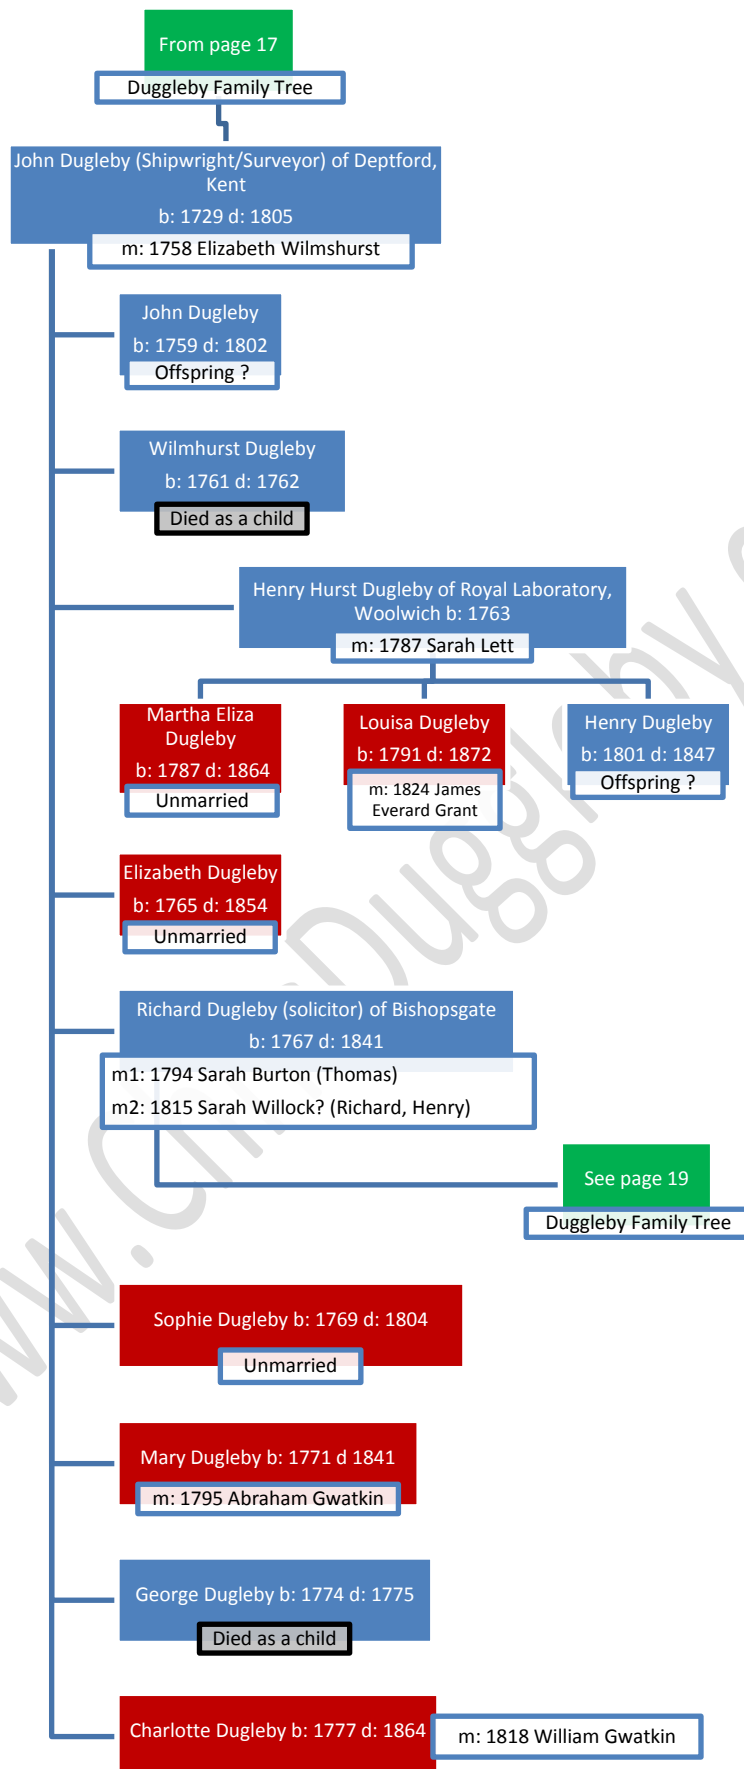 From page 17
Duggleby Family Tree
John Dugleby (Shipwright/Surveyor) of Deptford,
Kent
b: 1729 d: 1805
m: 1758 Elizabeth Wilmshurst
John Dugleby
b: 1759 d: 1802
Offspring ?
Wilmhurst Dugleby
b: 1761 d: 1762
Died as a child
Henry Hurst Dugleby of Royal Laboratory,
Woolwich b: 1763
m: 1787 Sarah Lett
Martha Eliza
Dugleby
b: 1787 d: 1864
Unmarried
Louisa Dugleby
b: 1791 d: 1872
m: 1824 James
Everard Grant
Henry Dugleby
b: 1801 d: 1847
Offspring ?
Elizabeth Dugleby
b: 1765 d: 1854
Unmarried
Richard Dugleby (solicitor) of Bishopsgate
b: 1767 d: 1841
m1: 1794 Sarah Burton (Thomas)
m2: 1815 Sarah Willock? (Richard, Henry)
See page 19
Duggleby Family Tree
Sophie Dugleby b: 1769 d: 1804
Unmarried
Mary Dugleby b: 1771 d 1841
m: 1795 Abraham Gwatkin
George Dugleby b: 1774 d: 1775
Died as a child
Charlotte Dugleby b: 1777 d: 1864
m: 1818 William Gwatkin